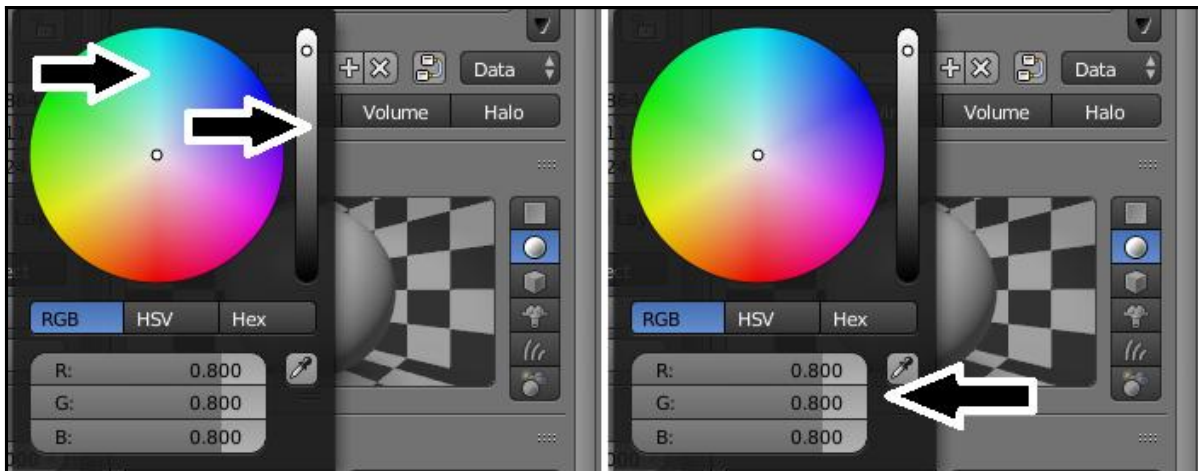 Data
Volume Halo
RGB HSV Hex
R: 0.800
G: 0.800
B: 0.800
Data
Volume Halo
RGB HSV Hex
R: 0.800
G: 0.800
B: 0.800